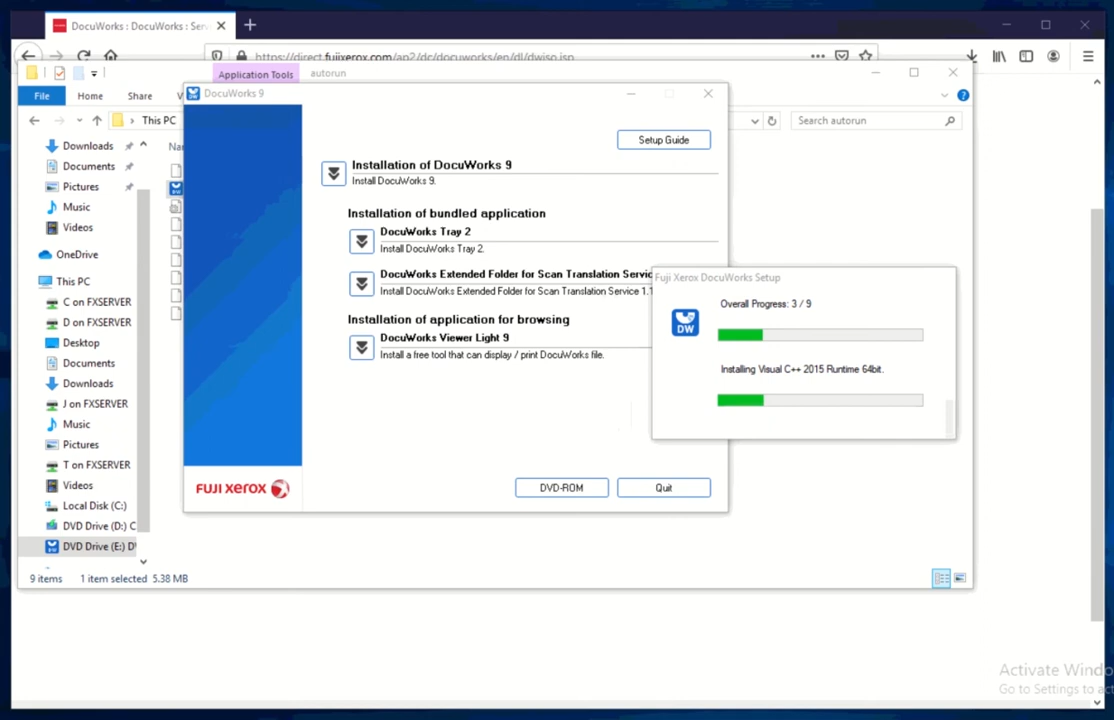 DocuWorks : DocuWorks : Serv
https://direct.fujixerox.com/ap2/dc/docuworks/en/dl/dwiso.jsp
Application Tools
autorun
File
Home
Share
V
This PC
Search autorun
Downloads
Documents
Pictures
Music
Videos
OneDrive
This PC
C on FXSERVER
D on FXSERVER
Desktop
Documents
Downloads
J on FXSERVER
Music
Pictures
T on FXSERVER
Videos
Local Disk (C:)
DVD Drive (D:) C
DVD Drive (E:) D
9 items
1 item selected 5.38 MB
Na
DocuWorks 9
Setup Guide
Installation of DocuWorks 9
Install DocuWorks 9.
Installation of bundled application
DocuWorks Tray 2
Install DocuWorks Tray 2.
DocuWorks Extended Folder for Scan Translation Servic
Install DocuWorks Extended Folder for Scan Translation Service 1.1
Installation of application for browsing
DocuWorks Viewer Light 9
Install a free tool that can display / print DocuWorks file.
FUJI XEROX
DVD-ROM
Quit
Fuji Xerox DocuWorks Setup
DW
Overall Progress: 3 / 9
Installing Visual C++ 2015 Runtime 64bit.
Activate Windo
Go to Settings to act